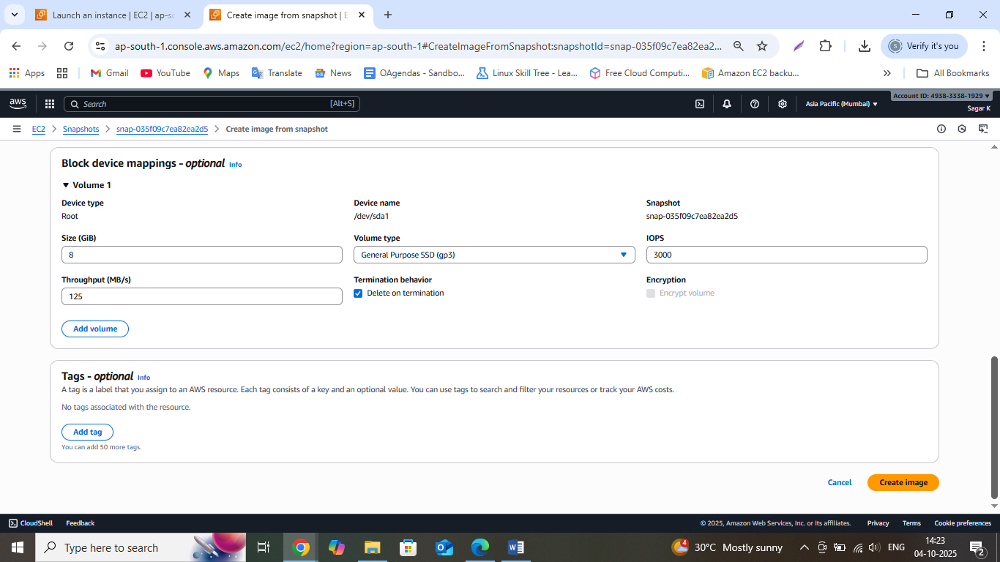 Launch an instance | EC2 | ap-sc
Create image from snapshot | E
ap-south-1.console.aws.amazon.com/ec2/home?region=ap-south-1#CreateImageFromSnapshot:snapshotId=snap-035f09c7ea82ea2...
Verify it's you
Apps
Gmail
YouTube
Maps
Translate
News
OAgendas - Sandbo...
Linux Skill Tree - Lea...
Free Cloud Computi...
Amazon EC2 backu...
All Bookmarks
aws
Search
[Alt+S]
Asia Pacific (Mumbai)
Account ID: 4938-3338-1929
Sagar K
EC2 > Snapshots > snap-035f09c7ea82ea2d5 > Create image from snapshot
Block device mappings - optional Info
Volume 1
Device type
Root
Device name
/dev/sda1
Snapshot
snap-035f09c7ea82ea2d5
Size (GiB)
8
Volume type
General Purpose SSD (gp3)
IOPS
3000
Throughput (MB/s)
125
Termination behavior
Delete on termination
Encryption
Encrypt volume
Add volume
Tags - optional Info
A tag is a label that you assign to an AWS resource. Each tag consists of a key and an optional value. You can use tags to search and filter your resources or track your AWS costs.
No tags associated with the resource.
Add tag
You can add 50 more tags.
Cancel
Create image
CloudShell
Feedback
© 2025, Amazon Web Services, Inc. or its affiliates.
Privacy
Terms
Cookie preferences
Type here to search
4
30°C Mostly sunny
ENG
14:23
04-10-2025
2